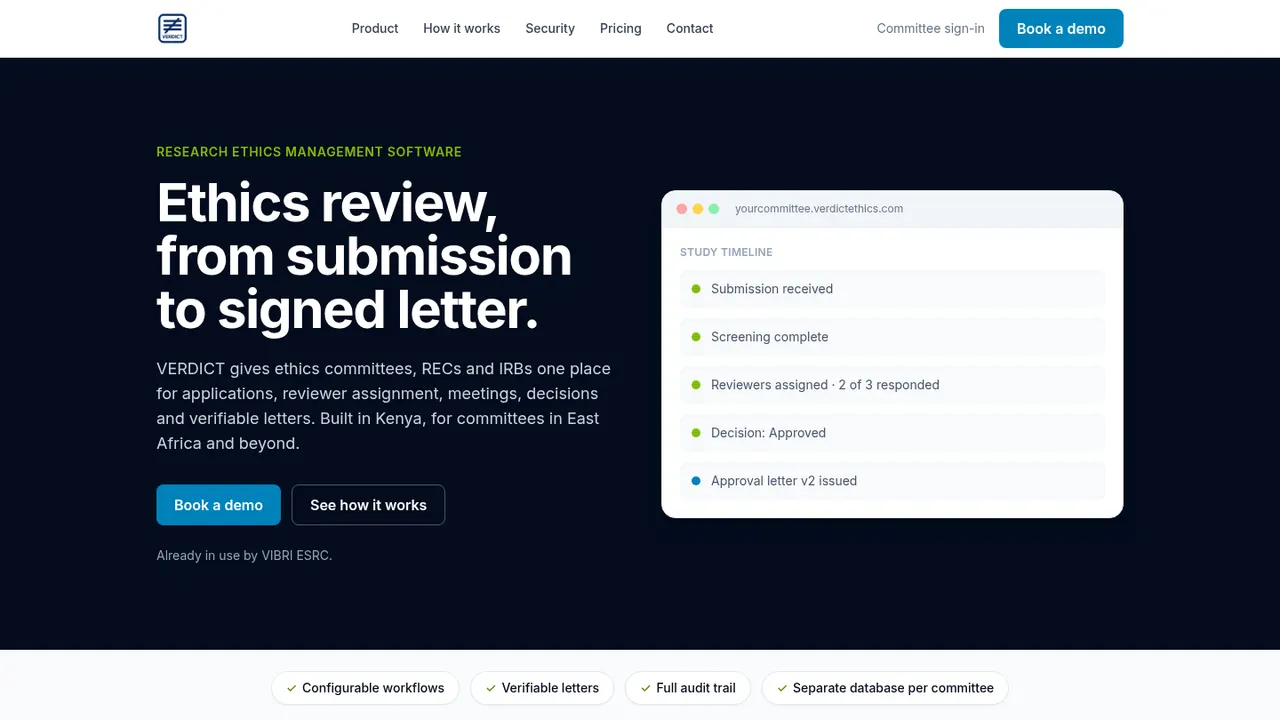 VERDICT
Product
How it works
Security
Pricing
Contact
Committee sign-in
Book a demo
RESEARCH ETHICS MANAGEMENT SOFTWARE
Ethics review,
from submission
to signed letter.
VERDICT gives ethics committees, RECs and IRBs one place
for applications, reviewer assignment, meetings, decisions
and verifiable letters. Built in Kenya, for committees in East
Africa and beyond.
Book a demo
See how it works
Already in use by VIBRI ESRC.
yourcommittee.verdictethics.com
STUDY TIMELINE
Submission received
Screening complete
Reviewers assigned · 2 of 3 responded
Decision: Approved
Approval letter v2 issued
✓ Configurable workflows
✓ Verifiable letters
✓ Full audit trail
✓ Separate database per committee